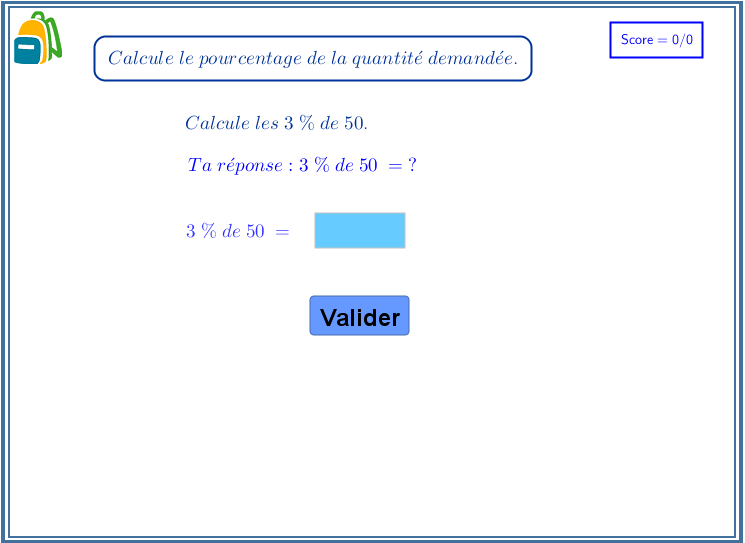 Calcule le pourcentage de la quantité demandée.
Score = 0/0
Calcule les 3 % de 50.
Ta réponse : 3 % de 50 = ?
3 % de 50 =
Valider